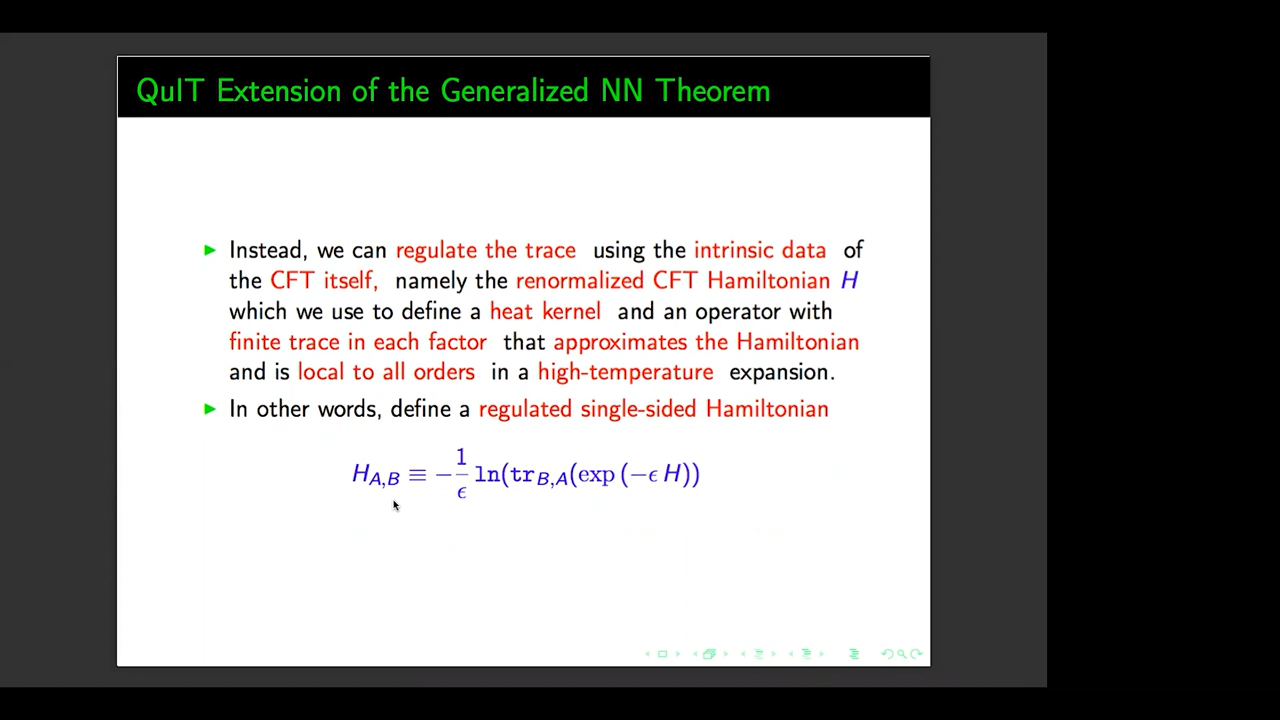 QuIT Extension of the Generalized NN Theorem
Instead, we can regulate the trace using the intrinsic data of
the CFT itself, namely the renormalized CFT Hamiltonian H
which we use to define a heat kernel and an operator with
finite trace in each factor that approximates the Hamiltonian
and is local to all orders in a high-temperature expansion.
In other words, define a regulated single-sided Hamiltonian
H_{A,B} ≡ −\frac{1}{ϵ} ln(tr_{B,A}(exp (−ϵ H))